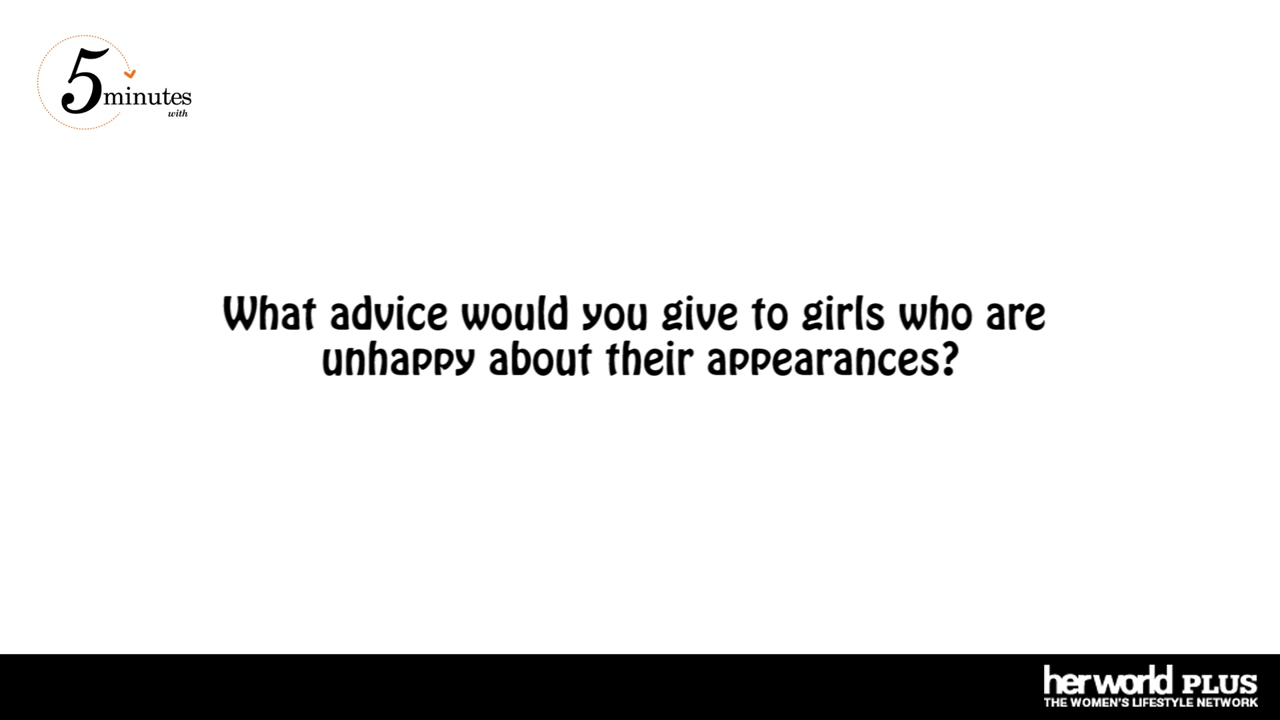 5
minutes
with
What advice would you give to girls who are
unhappy about their appearances?
herworld PLUS
THE WOMEN'S LIFESTYLE NETWORK